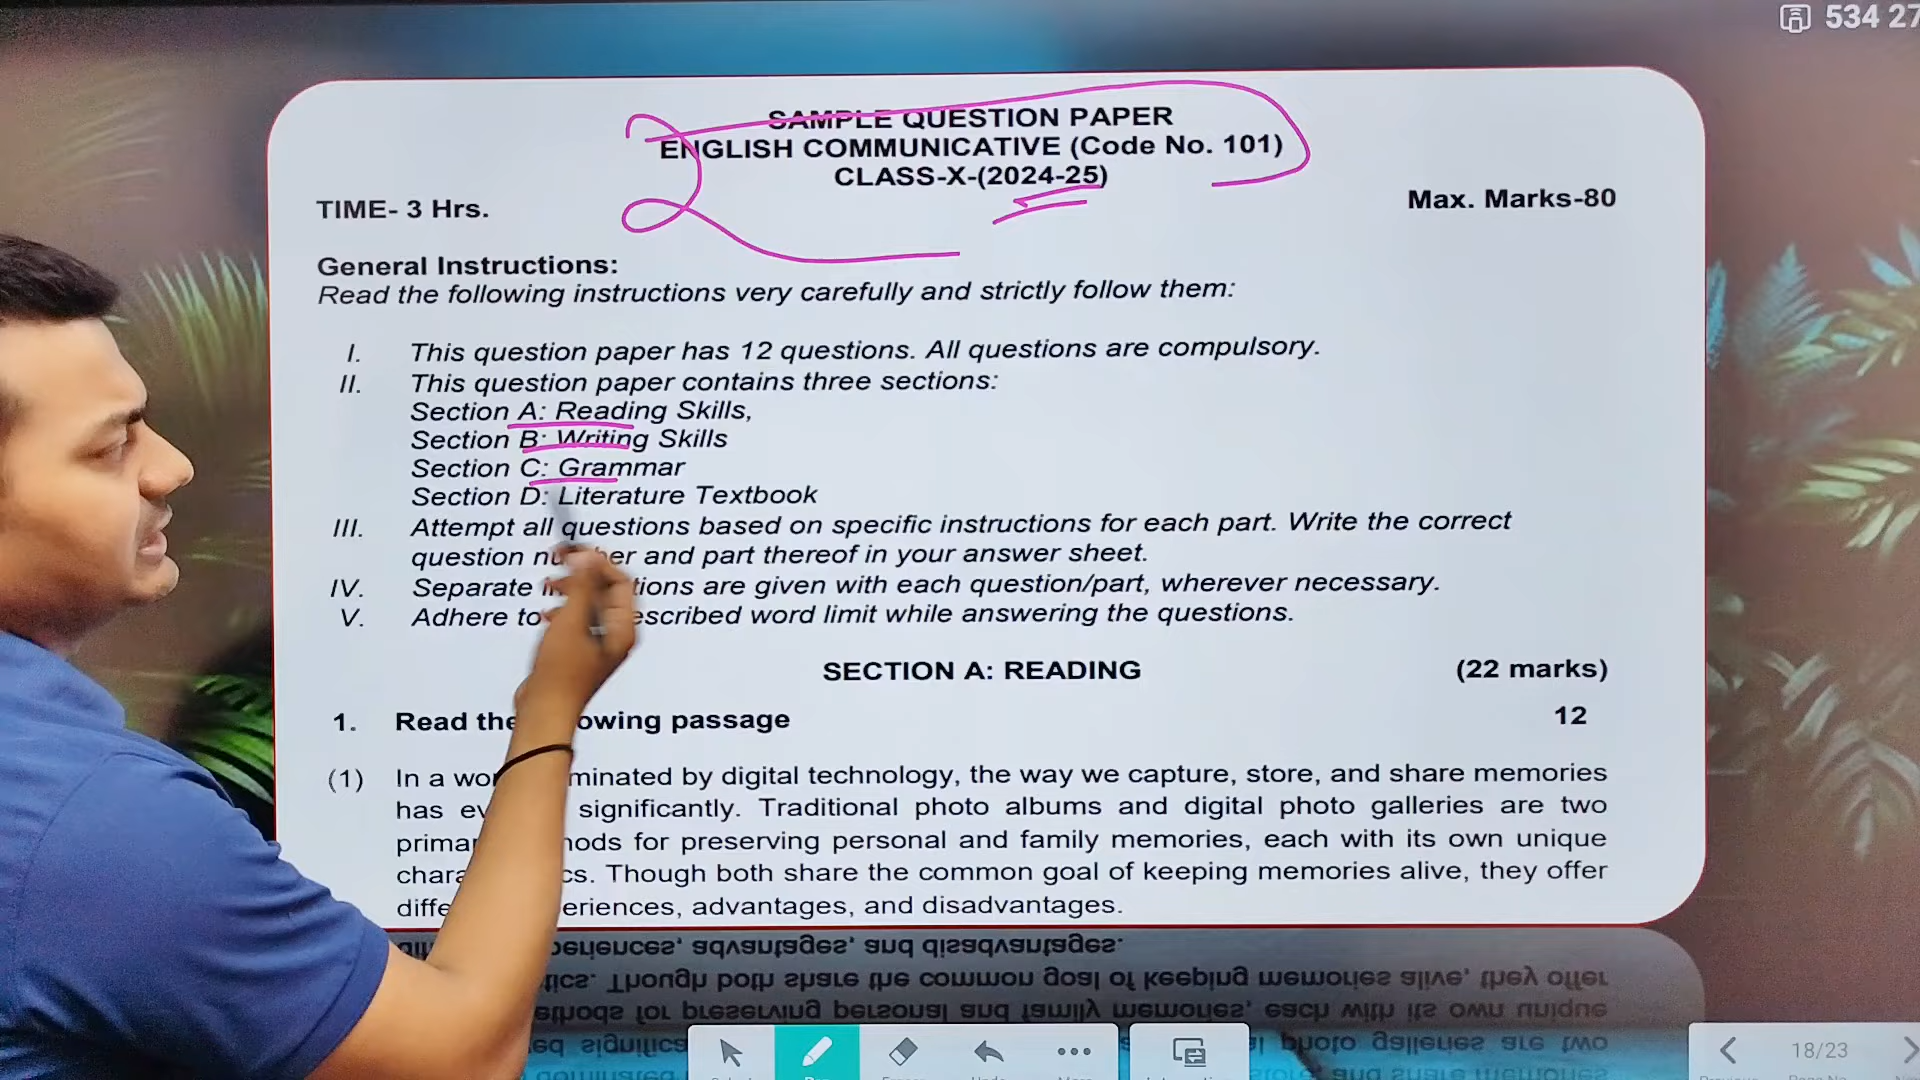 534 27
SAMPLE QUESTION PAPER
ENGLISH COMMUNICATIVE (Code No. 101)
CLASS-X-(2024-25)
TIME- 3 Hrs.
Max. Marks-80
2
General Instructions:
Read the following instructions very carefully and strictly follow them:
I. This question paper has 12 questions. All questions are compulsory.
II. This question paper contains three sections:
Section A: Reading Skills,
Section B: Writing Skills
Section C: Grammar
Section D: Literature Textbook
III. Attempt all questions based on specific instructions for each part. Write the correct
question number and part thereof in your answer sheet.
IV. Separate instructions are given with each question/part, wherever necessary.
V. Adhere to escribed word limit while answering the questions.
SECTION A: READING (22 marks)
1. Read the following passage 12
(1) In a wor minated by digital technology, the way we capture, store, and share memories
has ev significantly. Traditional photo albums and digital photo galleries are two
primar hods for preserving personal and family memories, each with its own unique
chara cs. Though both share the common goal of keeping memories alive, they offer
diffe eriences, advantages, and disadvantages.
18/23